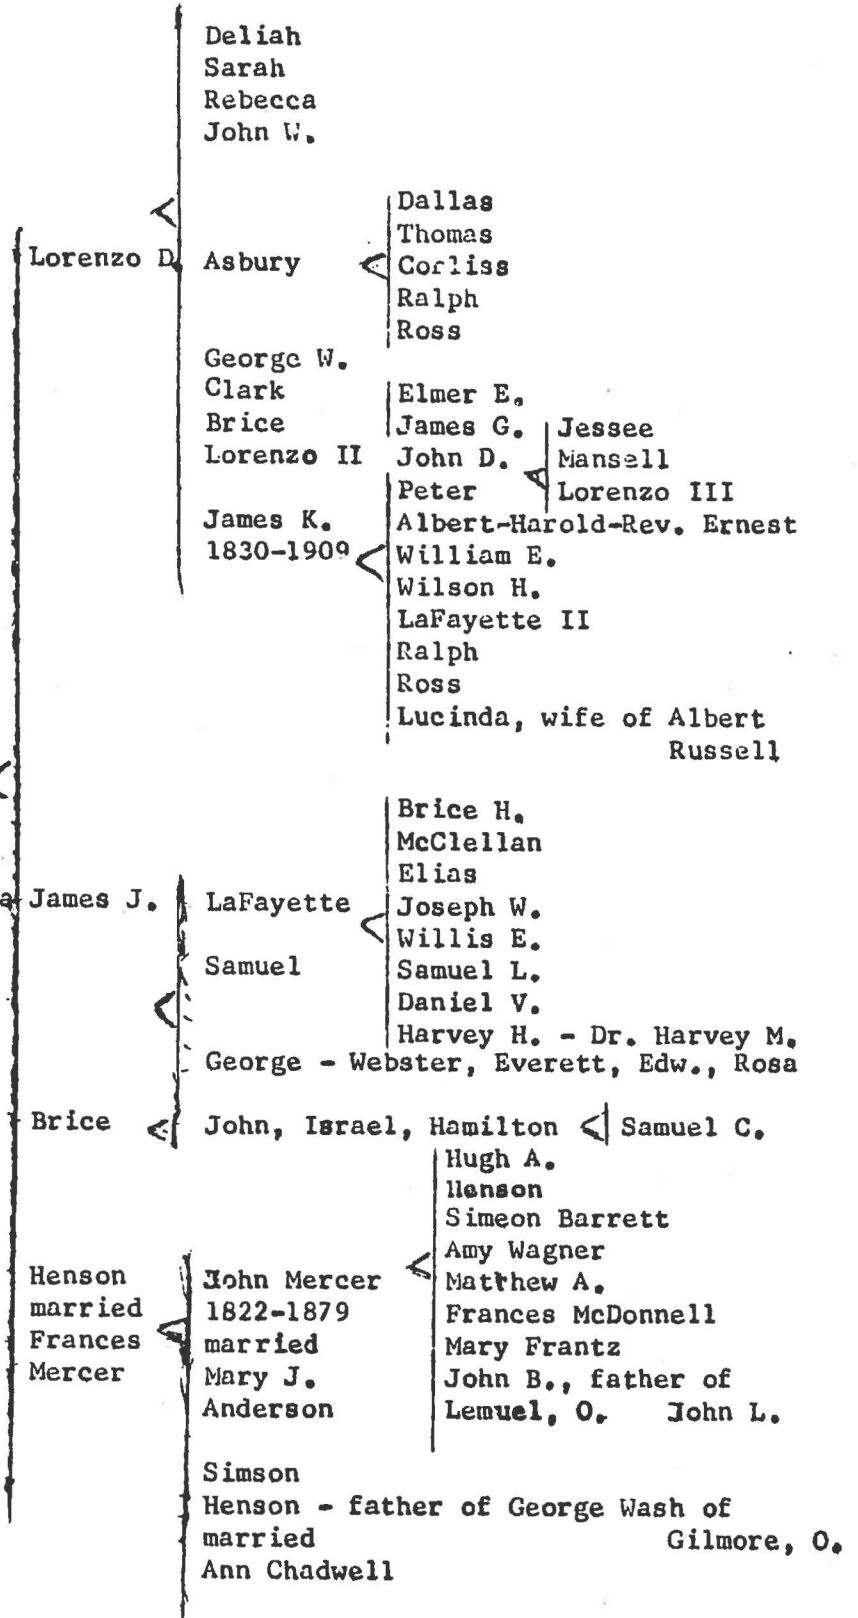 Deliah
Sarah
Rebecca
John W.
Dallas
Thomas
Lorenzo D. Asbury Corliss
Ralph
Ross
George W.
Clark Elmer E.
Brice James G. Jessee
Lorenzo II John D. Mansell
Peter Lorenzo III
James K. Albert-Harold-Rev. Ernest
1830-1909 William E.
Wilson H.
LaFayette II
Ralph
Ross
Lucinda, wife of Albert
Russell
Brice H.
McClellan
Elias
a James J. LaFayette Joseph W.
Willis E.
Samuel Samuel L.
Daniel V.
Harvey H. - Dr. Harvey M.
George - Webster, Everett, Edw., Rosa
Brice John, Israel, Hamilton Samuel C.
Hugh A.
Henson
Simeon Barrett
Amy Wagner
Henson John Mercer Matthew A.
married 1822-1879 Frances McDonnell
Frances married Mary Frantz
Mercer Mary J. John B., father of
Anderson Lemuel, O. John L.
Simson
Henson - father of George Wash of
married Gilmore, O.
Ann Chadwell